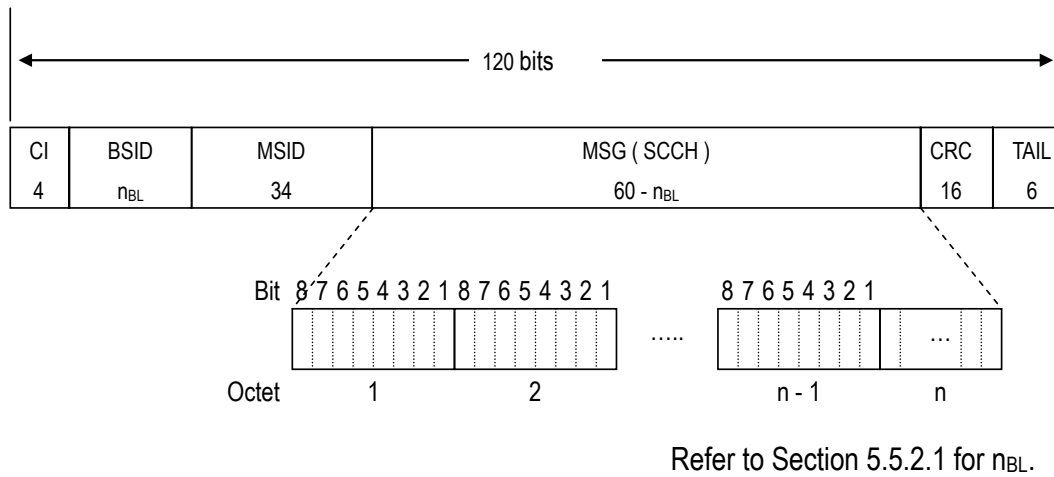 120 bits
CI BSID MSID MSG ( SCCH ) CRC TAIL
4 nBL 34 60 - nBL 16 6
Bit 8 7 6 5 4 3 2 1 8 7 6 5 4 3 2 1 8 7 6 5 4 3 2 1
..... ...
Octet 1 2 n - 1 n
Refer to Section 5.5.2.1 for nBL.